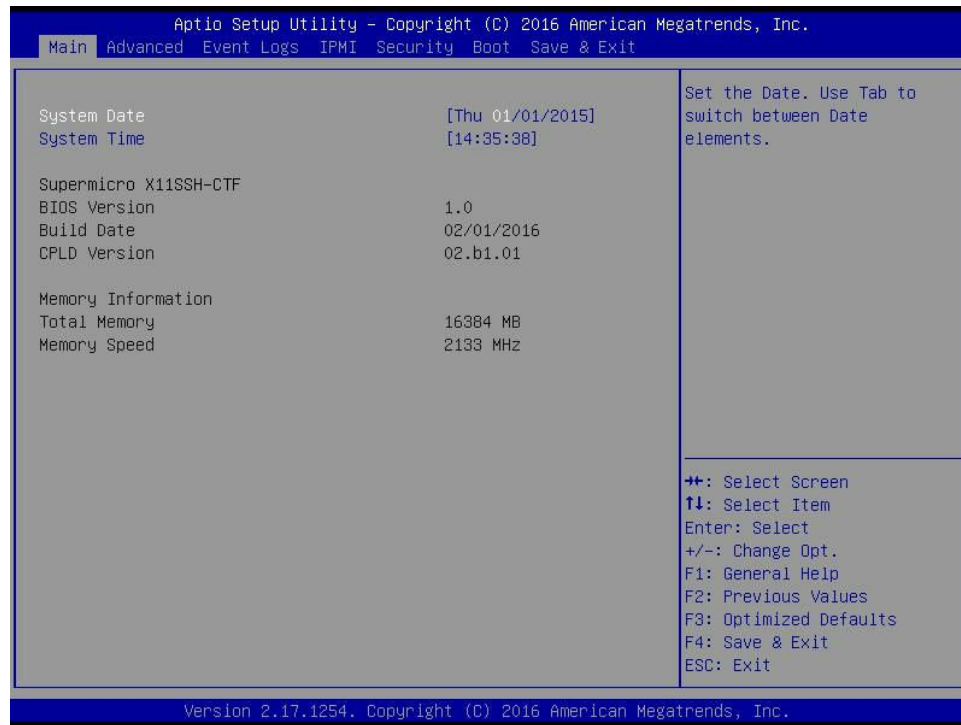 Aptio Setup Utility – Copyright (C) 2016 American Megatrends, Inc.
Main Advanced Event Logs IPMI Security Boot Save & Exit
System Date [Thu 01/01/2015]
System Time [14:35:38]
Supermicro X11SSH-CTF
BIOS Version 1.0
Build Date 02/01/2016
CPLD Version 02.b1.01
Memory Information
Total Memory 16384 MB
Memory Speed 2133 MHz
Set the Date. Use Tab to
switch between Date
elements.
→←: Select Screen
↑↓: Select Item
Enter: Select
+/-: Change Opt.
F1: General Help
F2: Previous Values
F3: Optimized Defaults
F4: Save & Exit
ESC: Exit
Version 2.17.1254. Copyright (C) 2016 American Megatrends, Inc.